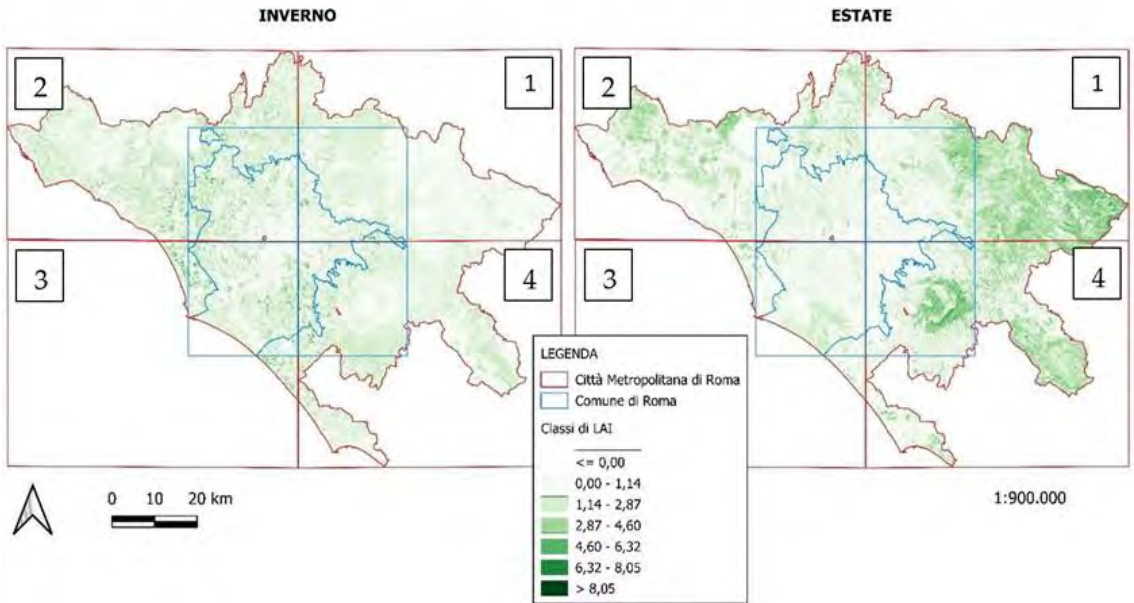 INVERNO
ESTATE
2
1
2
1
3
4
3
4
LEGENDA
Città Metropolitana di Roma
Comune di Roma
Classi di LAI
<= 0,00
0,00 - 1,14
1,14 - 2,87
2,87 - 4,60
4,60 - 6,32
6,32 - 8,05
> 8,05
0 10 20 km
1:900.000